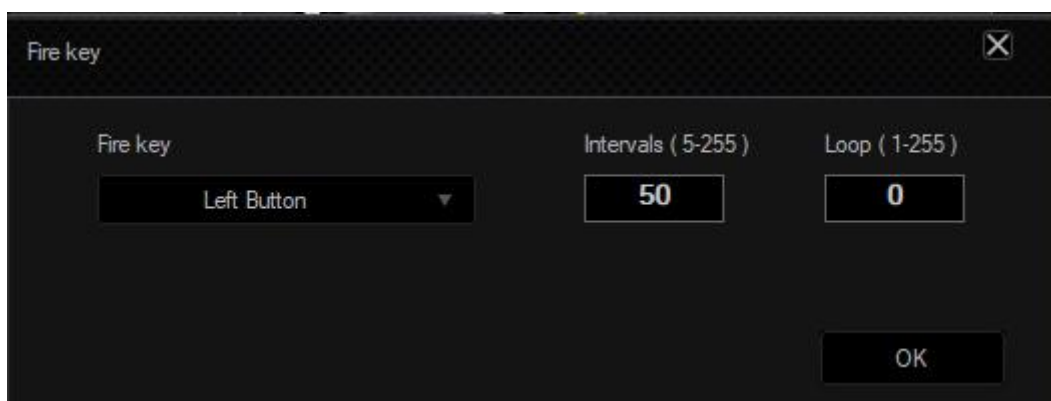 Fire key
Fire key Intervals ( 5-255 ) Loop ( 1-255 )
Left Button 50 0
OK